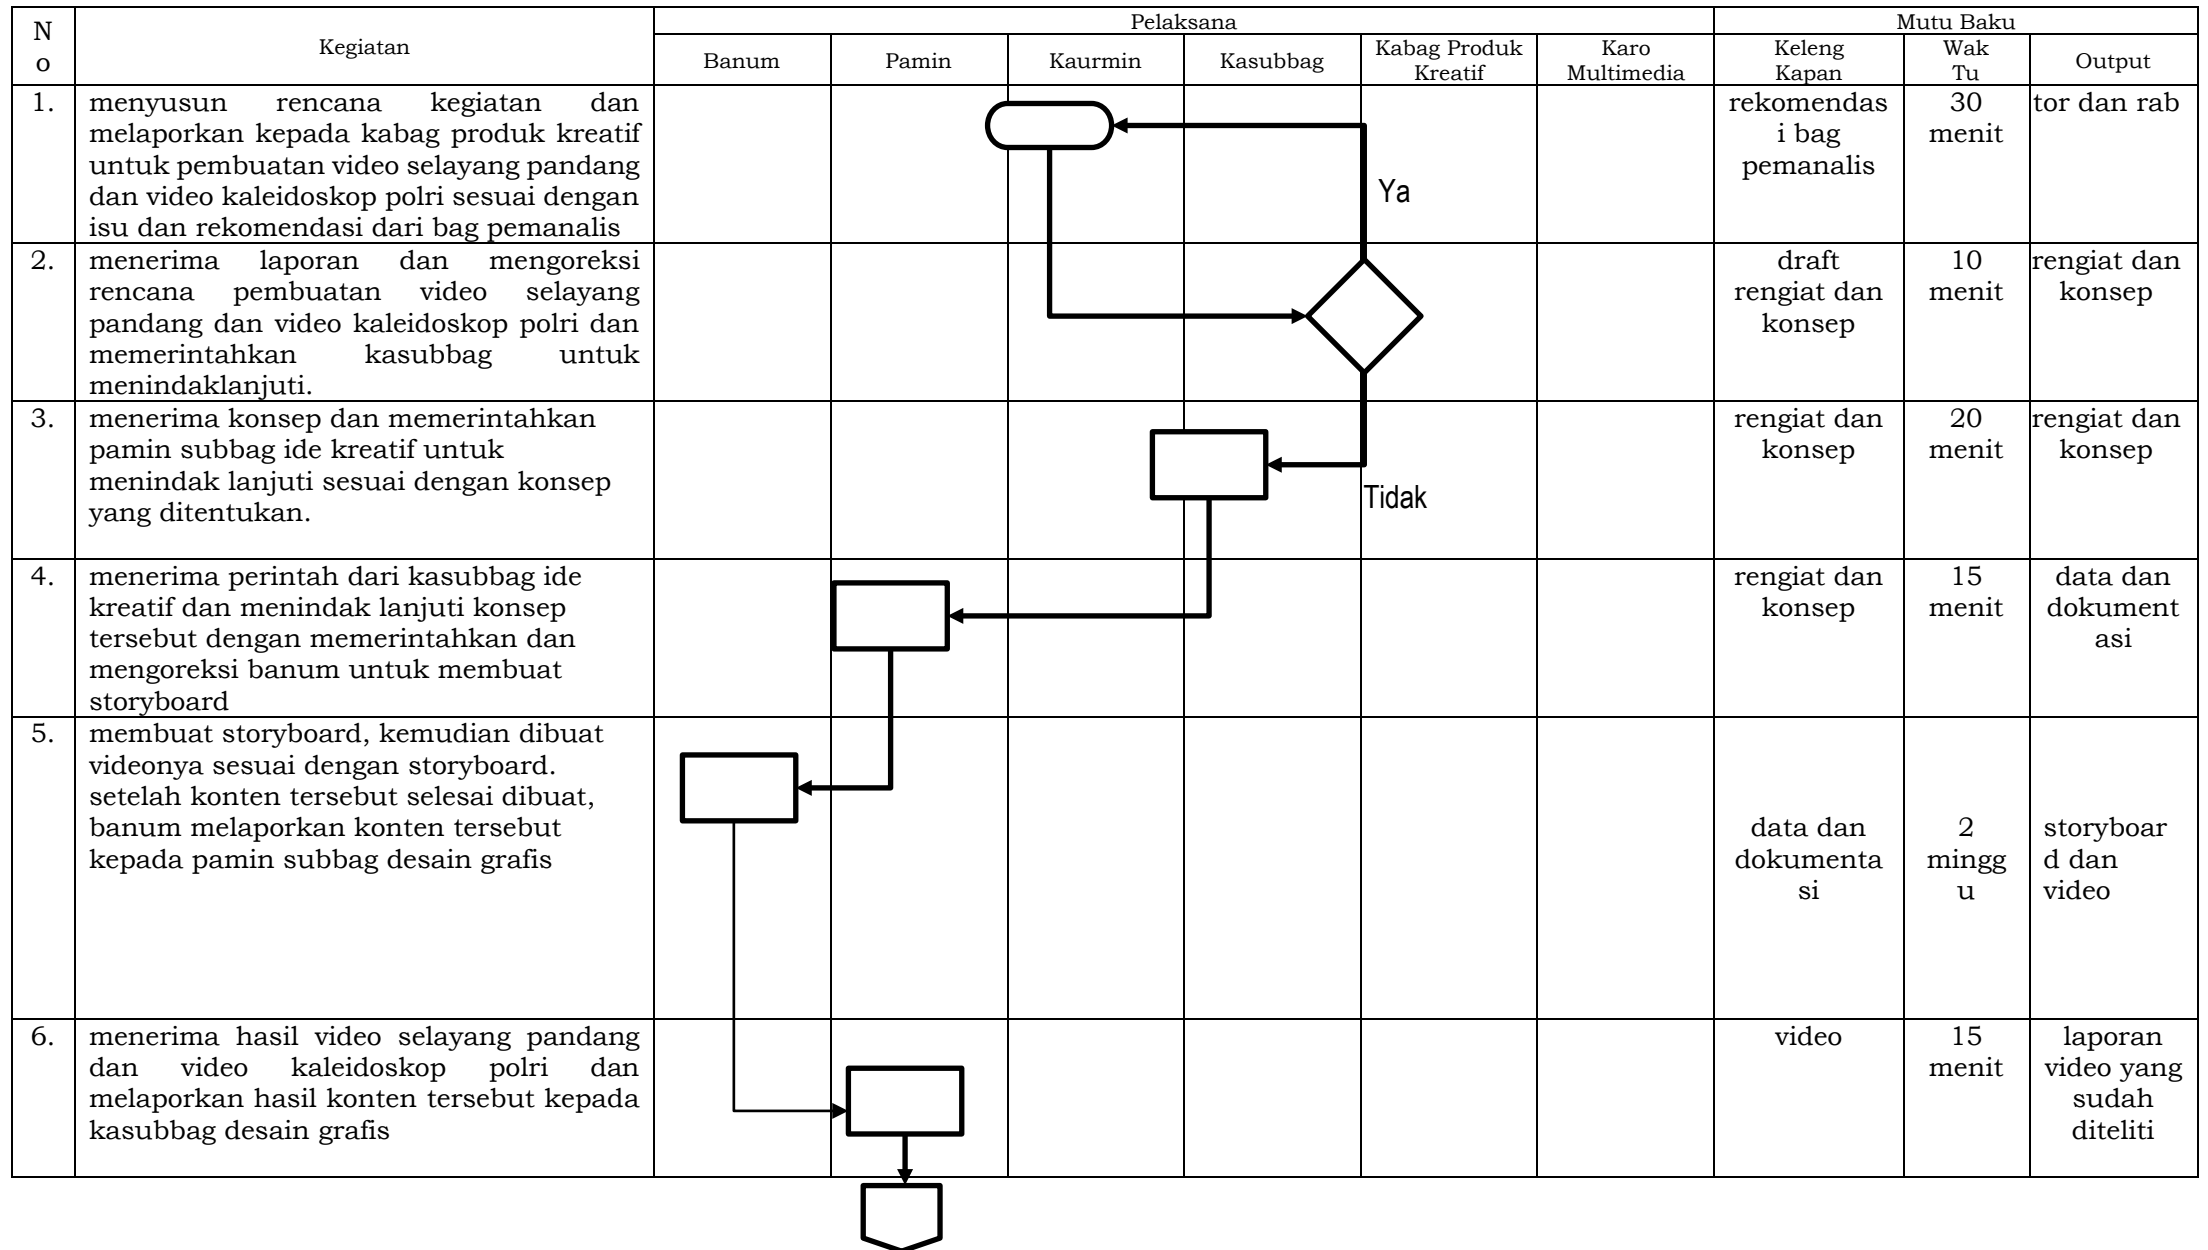 N
o
Kegiatan
Pelaksana
Mutu Baku
Banum
Pamin
Kaurmin
Kasubbag
Kabag Produk
Kreatif
Karo
Multimedia
Keleng
Kapan
Wak
Tu
Output
1.
menyusun rencana kegiatan dan
melaporkan kepada kabag produk kreatif
untuk pembuatan video selayang pandang
dan video kaleidoskop polri sesuai dengan
isu dan rekomendasi dari bag pemanalis
Ya
rekomendas
i bag
pemanalis
30
menit
tor dan rab
2.
menerima laporan dan mengoreksi
rencana pembuatan video selayang
pandang dan video kaleidoskop polri dan
memerintahkan kasubbag untuk
menindaklanjuti.
draft
rengiat dan
konsep
10
menit
rengiat dan
konsep
3.
menerima konsep dan memerintahkan
pamin subbag ide kreatif untuk
menindak lanjuti sesuai dengan konsep
yang ditentukan.
Tidak
rengiat dan
konsep
20
menit
rengiat dan
konsep
4.
menerima perintah dari kasubbag ide
kreatif dan menindak lanjuti konsep
tersebut dengan memerintahkan dan
mengoreksi banum untuk membuat
storyboard
rengiat dan
konsep
15
menit
data dan
dokument
asi
5.
membuat storyboard, kemudian dibuat
videonya sesuai dengan storyboard.
setelah konten tersebut selesai dibuat,
banum melaporkan konten tersebut
kepada pamin subbag desain grafis
data dan
dokumenta
si
2
mingg
u
storyboar
d dan
video
6.
menerima hasil video selayang pandang
dan video kaleidoskop polri dan
melaporkan hasil konten tersebut kepada
kasubbag desain grafis
video
15
menit
laporan
video yang
sudah
diteliti